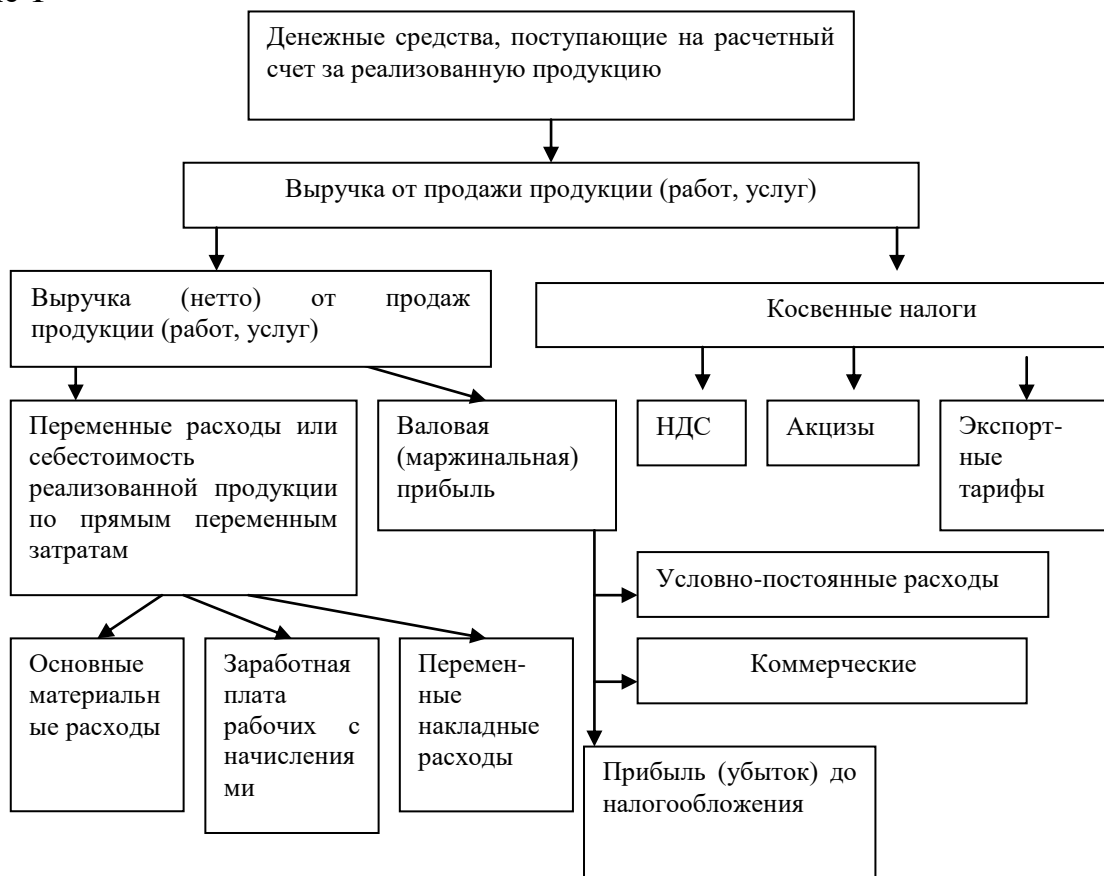 Денежные средства, поступающие на расчетный
счет за реализованную продукцию
Выручка от продажи продукции (работ, услуг)
Выручка (нетто) от продаж
продукции (работ, услуг)
Косвенные налоги
Переменные расходы или
себестоимость
реализованной продукции
по прямым переменным
затратам
Валовая
(маржинальная)
прибыль
НДС
Акцизы
Экспорт-
ные
тарифы
Условно-постоянные расходы
Коммерческие
Основные
материальн
ые расходы
Заработная
плата
рабочих с
начисления
ми
Перемен-
ные
накладные
расходы
Прибыль (убыток) до
налогообложения